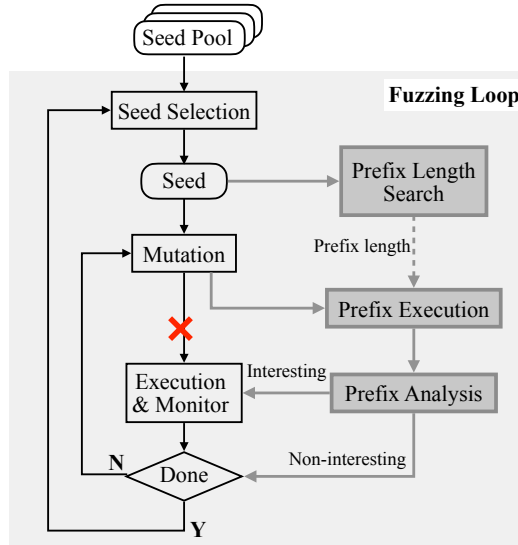 Seed Pool
Fuzzing Loop
Seed Selection
Seed
Prefix Length
Search
Mutation
Prefix length
Prefix Execution
Execution
& Monitor
Interesting
Prefix Analysis
N
Done
Non-interesting
Y